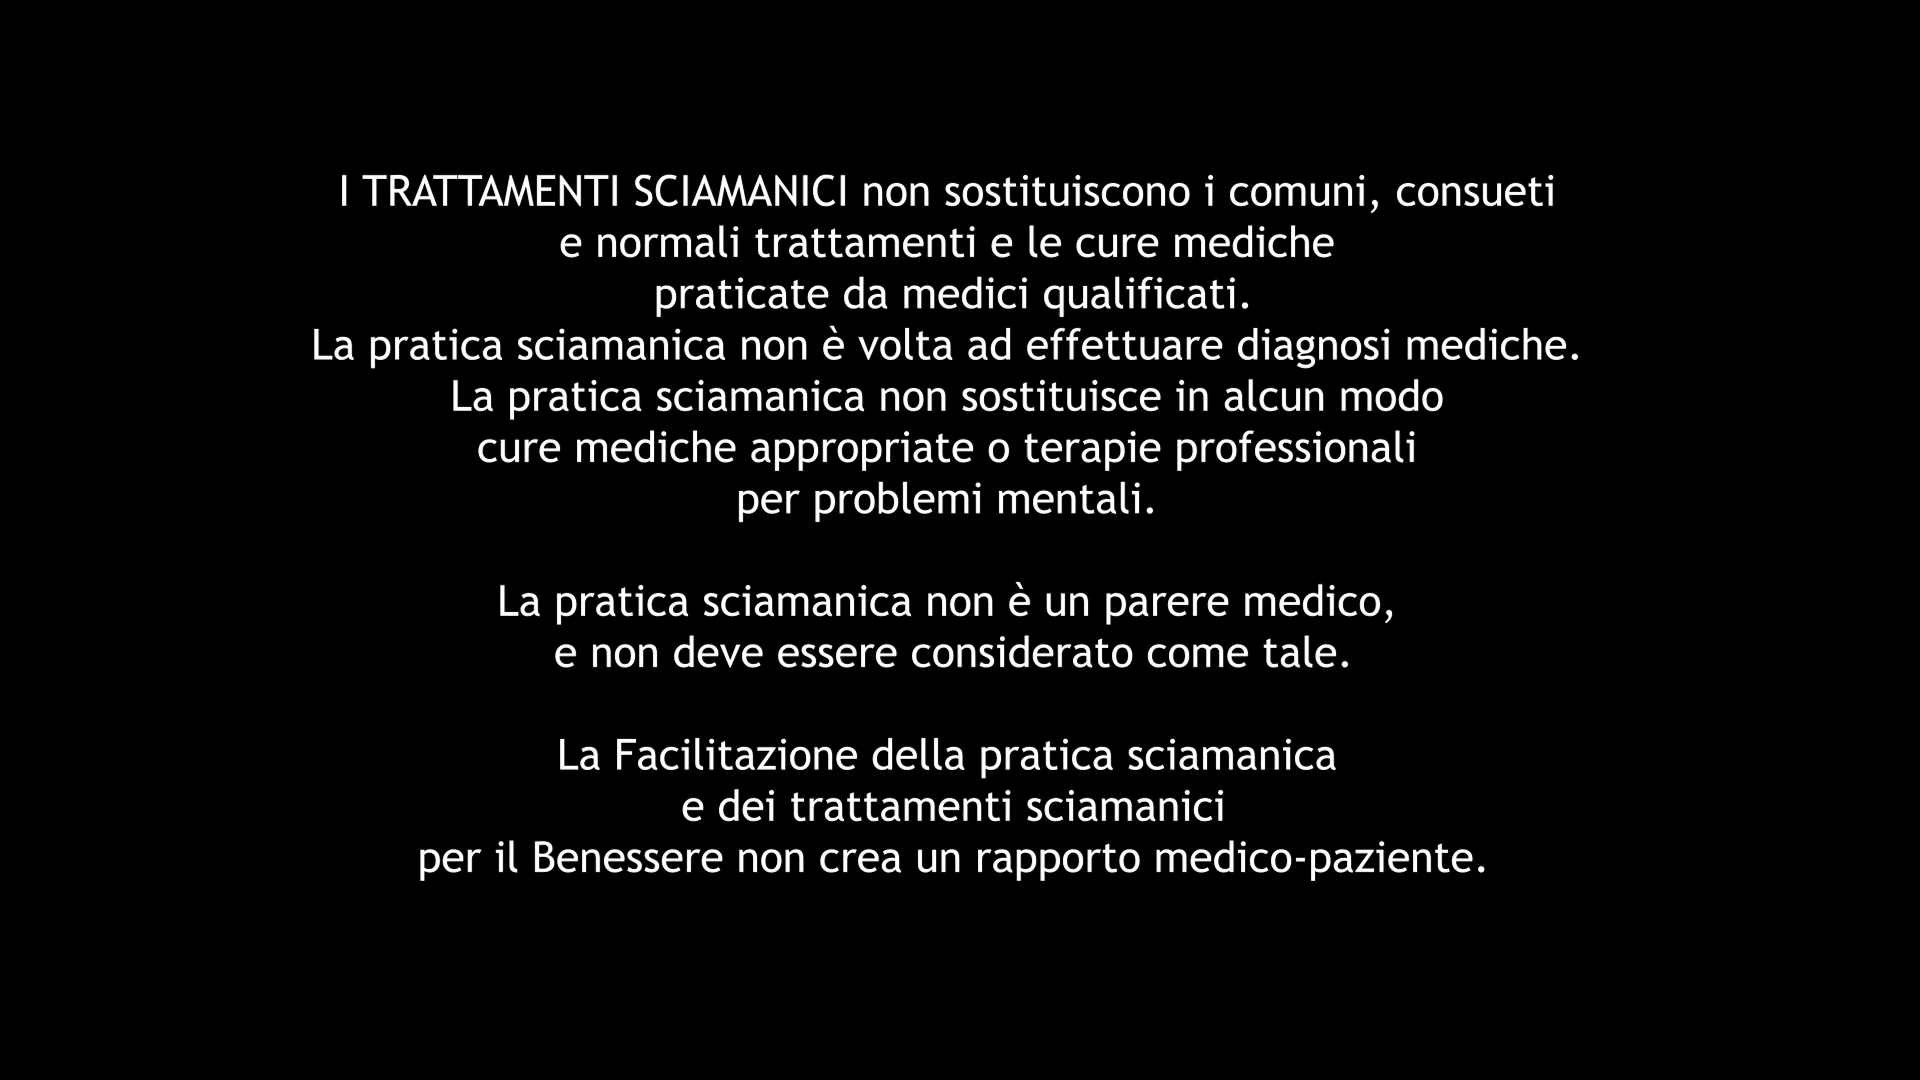 I TRATTAMENTI SCIAMANICI non sostituiscono i comuni, consueti
e normali trattamenti e le cure mediche
praticate da medici qualificati.
La pratica sciamanica non è volta ad effettuare diagnosi mediche.
La pratica sciamanica non sostituisce in alcun modo
cure mediche appropriate o terapie professionali
per problemi mentali.
La pratica sciamanica non è un parere medico,
e non deve essere considerato come tale.
La Facilitazione della pratica sciamanica
e dei trattamenti sciamanici
per il Benessere non crea un rapporto medico-paziente.